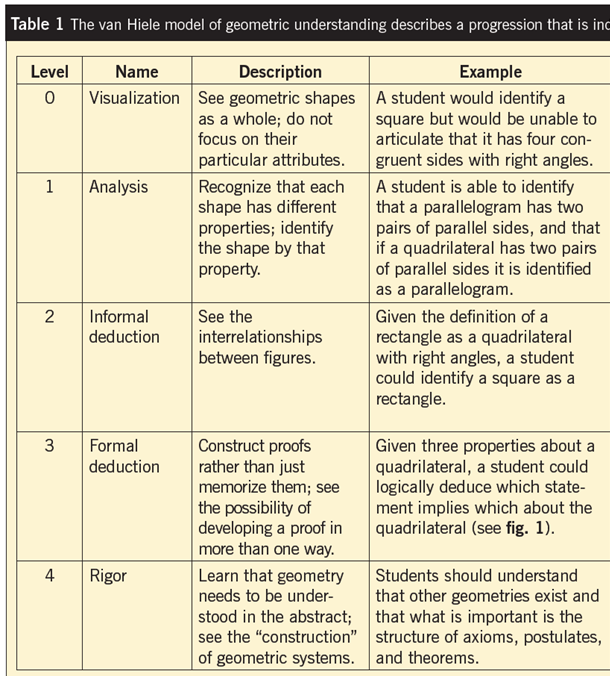 Table 1 The van Hiele model of geometric understanding describes a progression that is
Level Name Description Example
0 Visualization See geometric shapes A student would identify a
as a whole; do not square but would be unable to
focus on their articulate that it has four con-
particular attributes. gruent sides with right angles.
1 Analysis Recognize that each A student is able to identify
shape has different that a parallelogram has two
properties; identify pairs of parallel sides, and that
the shape by that if a quadrilateral has two pairs
property. of parallel sides it is identified
as a parallelogram.
2 Informal See the Given the definition of a
deduction interrelationships rectangle as a quadrilateral
between figures. with right angles, a student
could identify a square as a
rectangle.
3 Formal Construct proofs Given three properties about a
deduction rather than just quadrilateral, a student could
memorize them; see logically deduce which state-
the possibility of ment implies which about the
developing a proof in quadrilateral (see fig. 1).
more than one way.
4 Rigor Learn that geometry Students should understand
needs to be under- that other geometries exist and
stood in the abstract; that what is important is the
see the “construction” structure of axioms, postulates,
of geometric systems. and theorems.